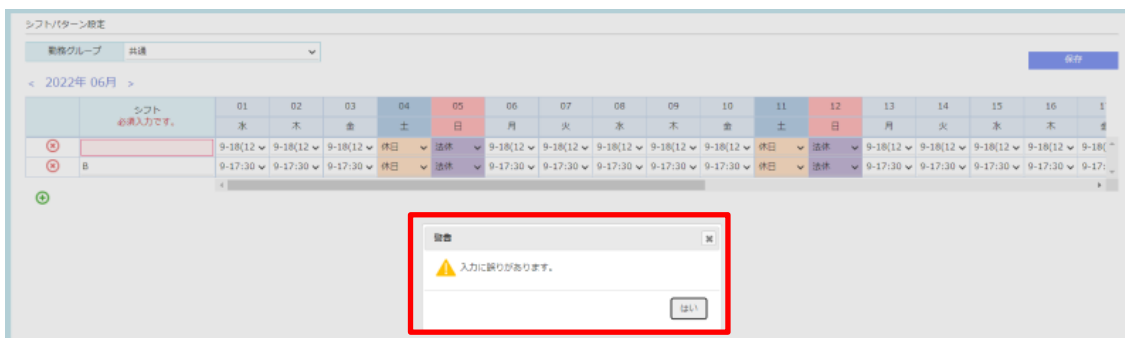 シフトパターン設定
勤務グループ 共通
保存
< 2022年 06月 >
シフト 01 02 03 04 05 06 07 08 09 10 11 12 13 14 15 16
必須入力です。 水 木 金 土 日 月 火 水 木 金 土 日 月 火 水 木
9-18(12 9-18(12 9-18(12 休日 法休 9-18(12 9-18(12 9-18(12 9-18(12 9-18(12 休日 法休 9-18(12 9-18(12 9-18(12 9-18(12 9-18(
B 9-17:30 9-17:30 9-17:30 休日 法休 9-17:30 9-17:30 9-17:30 9-17:30 9-17:30 休日 法休 9-17:30 9-17:30 9-17:30 9-17:30 9-17:
警告
入力に誤りがあります。
はい